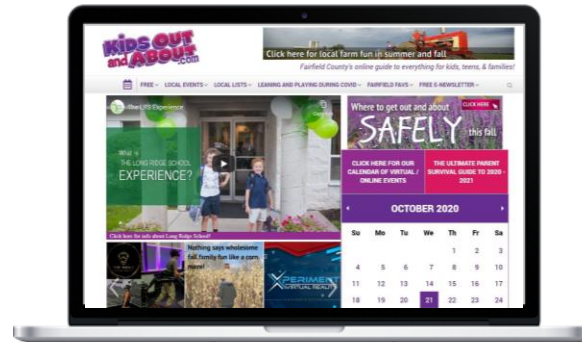 KIDS OUT
and ABOUT.com
Click here for local farm fun in summer and fall
Fairfield County's online guide to everything for kids, teens, & families!
FREE LOCAL EVENTS LOCAL LISTS LEANING AND PLAYING DURING COVID FAIRFIELD FAVS FREE E-NEWSLETTER
The LRS Experience
What is
THE LONG RIDGE SCHOOL
EXPERIENCE?
Click here for info about Long Ridge School!
Where to get out and about
CLICK HERE
SAFELY this fall
CLICK HERE FOR OUR
CALENDAR OF VIRTUAL /
ONLINE EVENTS
THE ULTIMATE PARENT
SURVIVAL GUIDE TO 2020 -
2021
OCTOBER 2020
Su Mo Tu We Th Fr Sa
1 2 3
4 5 6 7 8 9 10
11 12 13 14 15 16 17
18 19 20 21 22 23 24
Nothing says wholesome
fall family fun like a corn
maze!
XPERIMENT
VIRTUAL REALITY